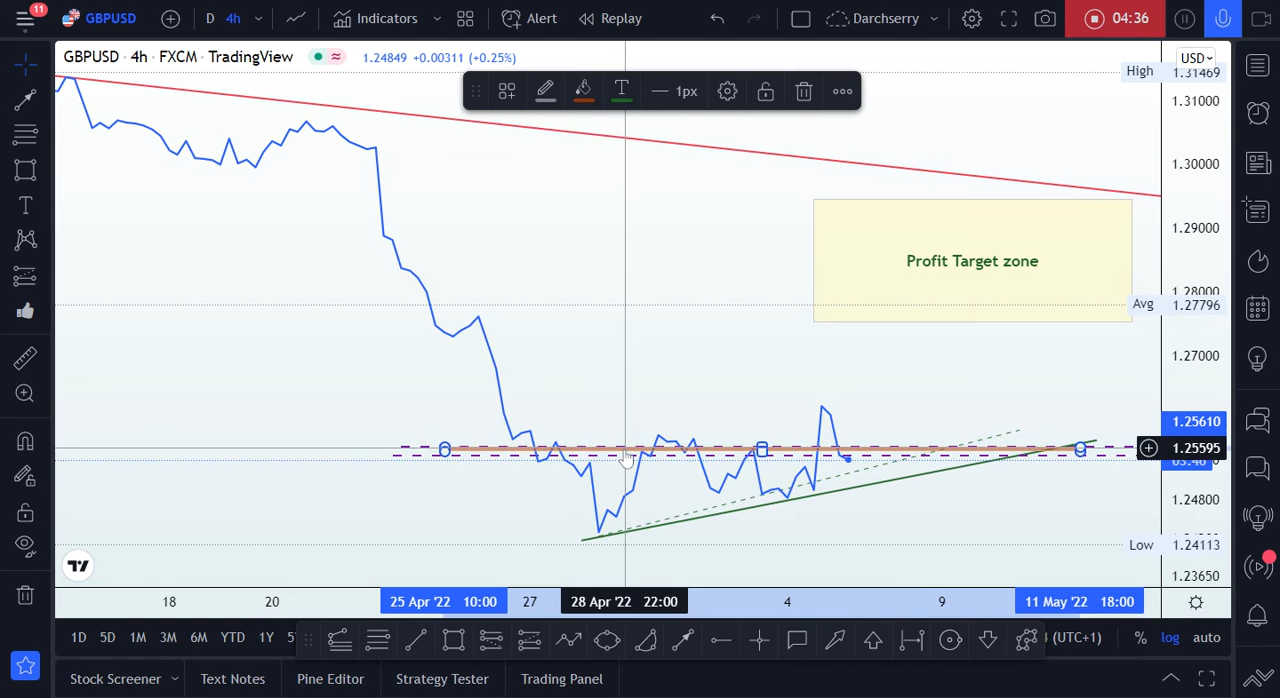 11
GBPUSD
D
4h
Indicators
Alert
Replay
Darchserry
04:36
GBPUSD · 4h · FXCM · TradingView
1.24849 +0.00311 (+0.25%)
USD
High 1.31469
1px
1.31000
1.30000
1.29000
1.28000
Avg 1.27796
1.27000
Profit Target zone
1.25610
1.25595
03:46
1.24800
Low 1.24113
1.23650
18
20
25 Apr '22 10:00
27
28 Apr '22 22:00
4
9
11 May '22 18:00
1D 5D 1M 3M 6M YTD 1Y
(UTC+1)
% log auto
Stock Screener
Text Notes
Pine Editor
Strategy Tester
Trading Panel